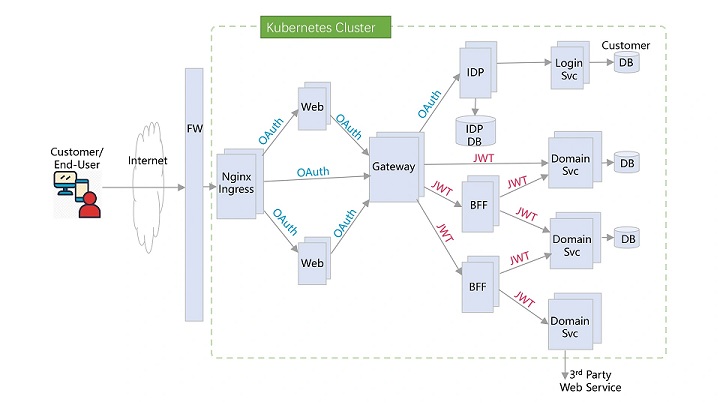 Kubernetes Cluster
Customer/
End-User
Internet
FW
Nginx
Ingress
OAuth
OAuth
OAuth
Web
Web
OAuth
OAuth
Gateway
OAuth
IDP
IDP
DB
Login
Svc
Customer
DB
JWT
Domain
Svc
DB
JWT
BFF
JWT
JWT
Domain
Svc
DB
JWT
BFF
JWT
JWT
Domain
Svc
3rd Party
Web Service